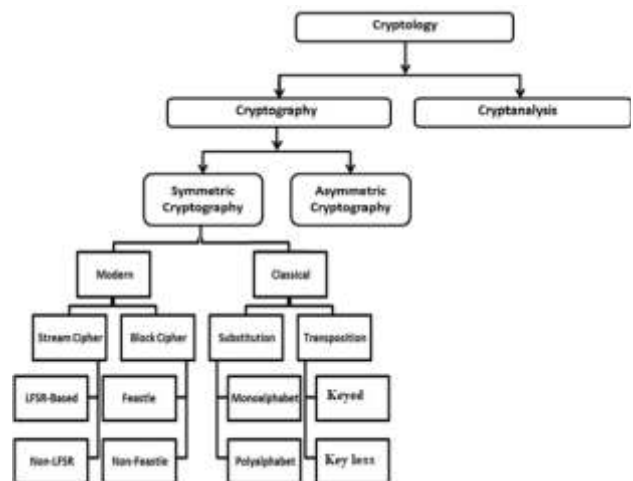 Cryptology
Cryptography
Cryptanalysis
Symmetric
Cryptography
Asymmetric
Cryptography
Modern
Classical
Stream Cipher
Block Cipher
Substitution
Transposition
LFSR-Based
Feastle
Monoalphabet
Keyed
Non-LFSR
Non-Feastle
Polyalphabet
Key less